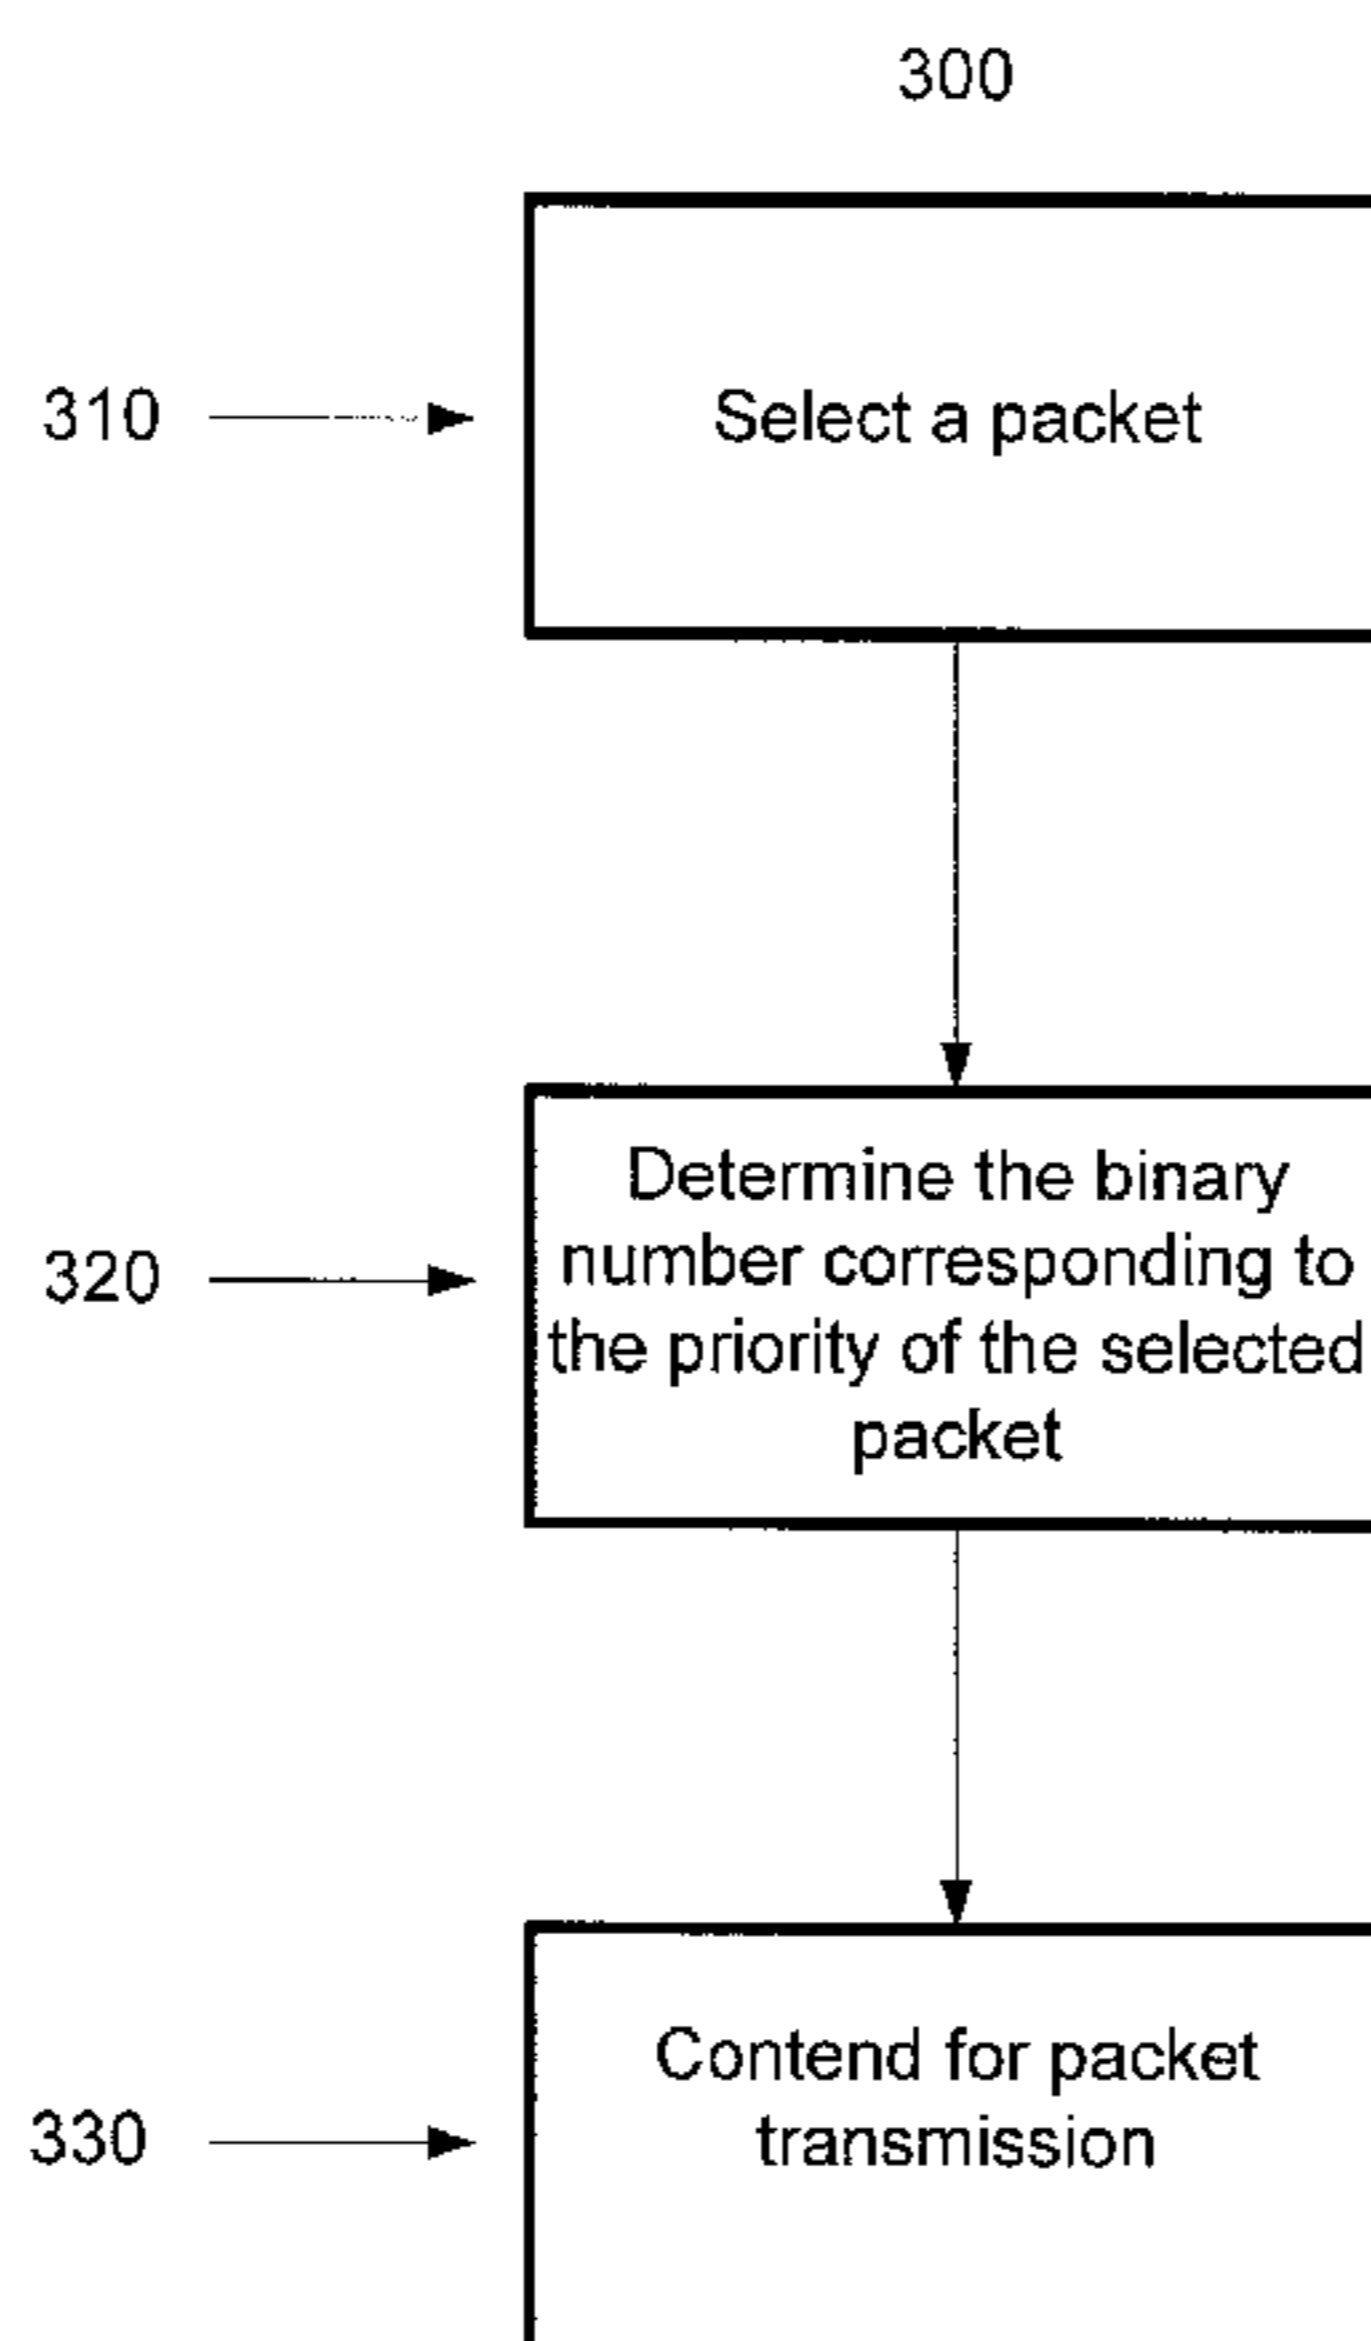 300
310
Select a packet
320
Determine the binary
number corresponding to
the priority of the selected
packet
330
Contend for packet
transmission